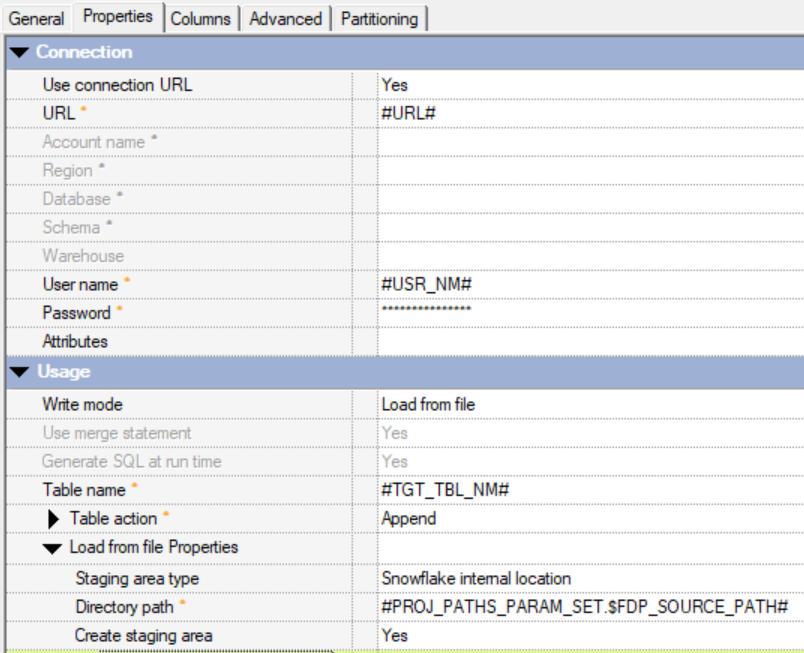 General Properties Columns Advanced Partitioning
Connection
Use connection URL Yes
URL * #URL#
Account name *
Region *
Database *
Schema *
Warehouse
User name * #USR_NM#
Password * ***************
Attributes
Usage
Write mode Load from file
Use merge statement Yes
Generate SQL at run time Yes
Table name * #TGT_TBL_NM#
Table action * Append
Load from file Properties
Staging area type Snowflake internal location
Directory path * #PROJ_PATHS_PARAM_SET.$FDP_SOURCE_PATH#
Create staging area Yes